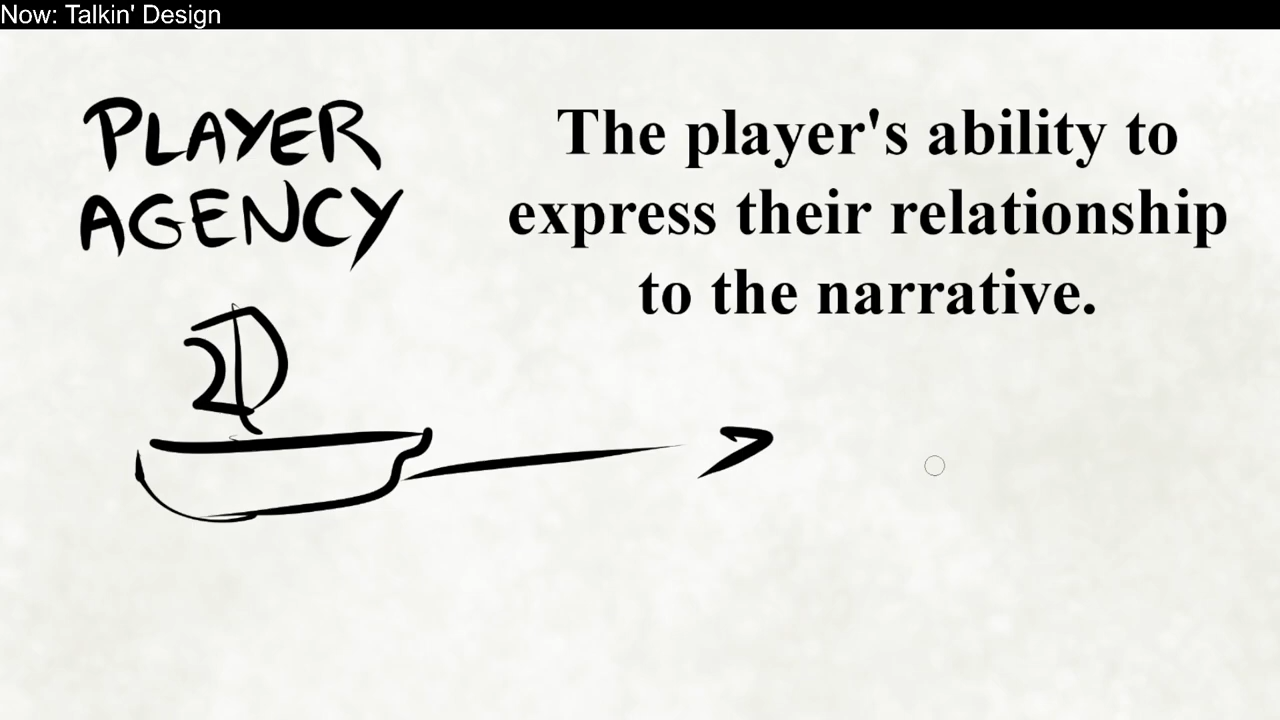 Now: Talkin' Design
PLAYER
AGENCY
The player's ability to
express their relationship
to the narrative.